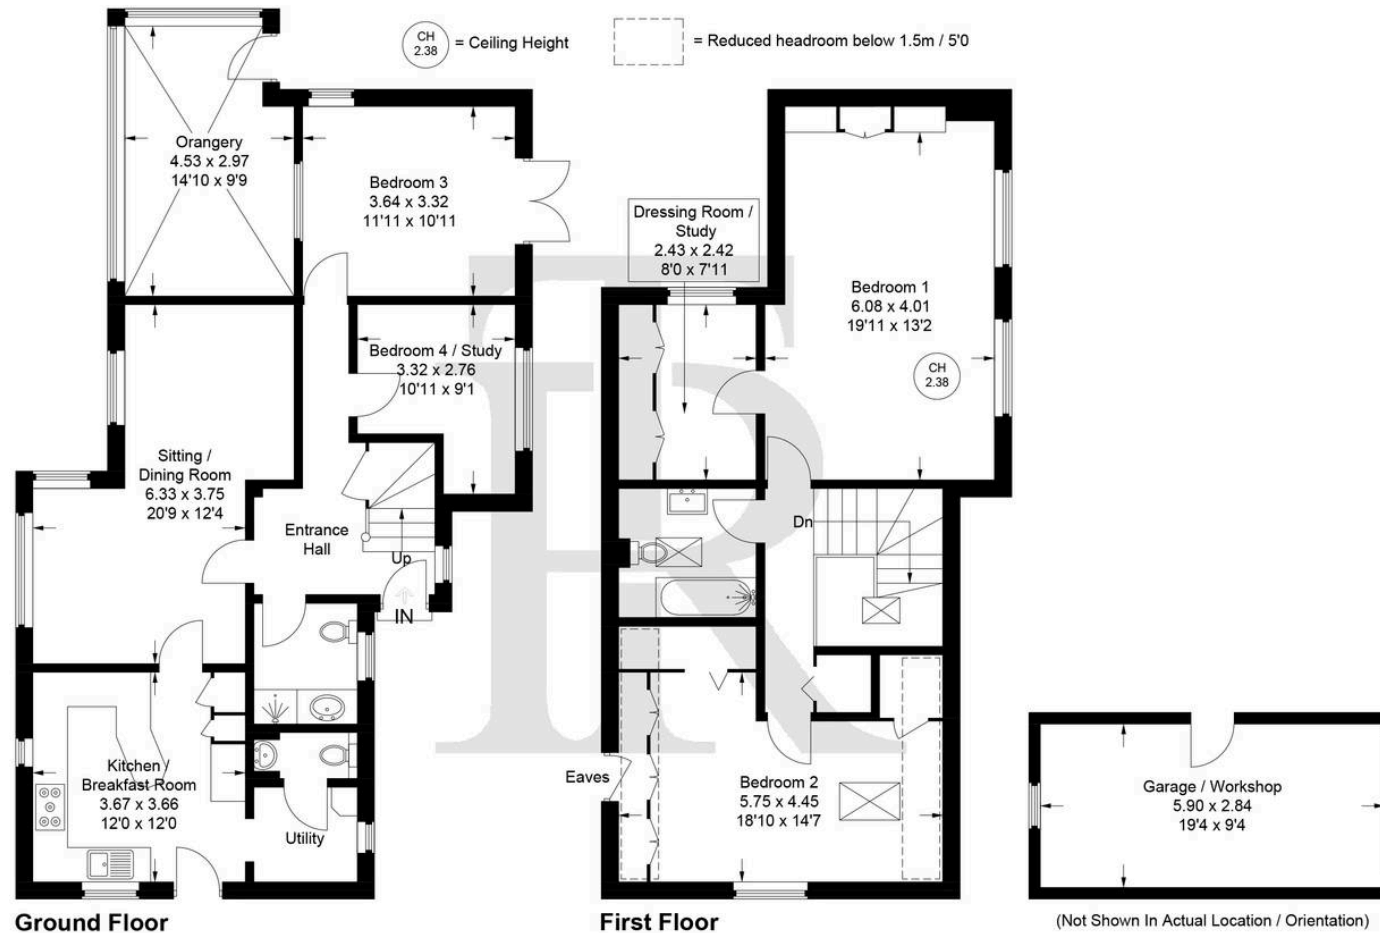 CH
2.38
= Ceiling Height
= Reduced headroom below 1.5m / 5'0
Orangery
4.53 x 2.97
14'10 x 9'9
Bedroom 3
3.64 x 3.32
11'11 x 10'11
Bedroom 4 / Study
3.32 x 2.76
10'11 x 9'1
Sitting /
Dining Room
6.33 x 3.75
20'9 x 12'4
Entrance
Hall
Up
IN
Kitchen /
Breakfast Room
3.67 x 3.66
12'0 x 12'0
Utility
Ground Floor
Dressing Room /
Study
2.43 x 2.42
8'0 x 7'11
Bedroom 1
6.08 x 4.01
19'11 x 13'2
CH
2.38
Dn
Eaves
Bedroom 2
5.75 x 4.45
18'10 x 14'7
First Floor
Garage / Workshop
5.90 x 2.84
19'4 x 9'4
(Not Shown In Actual Location / Orientation)